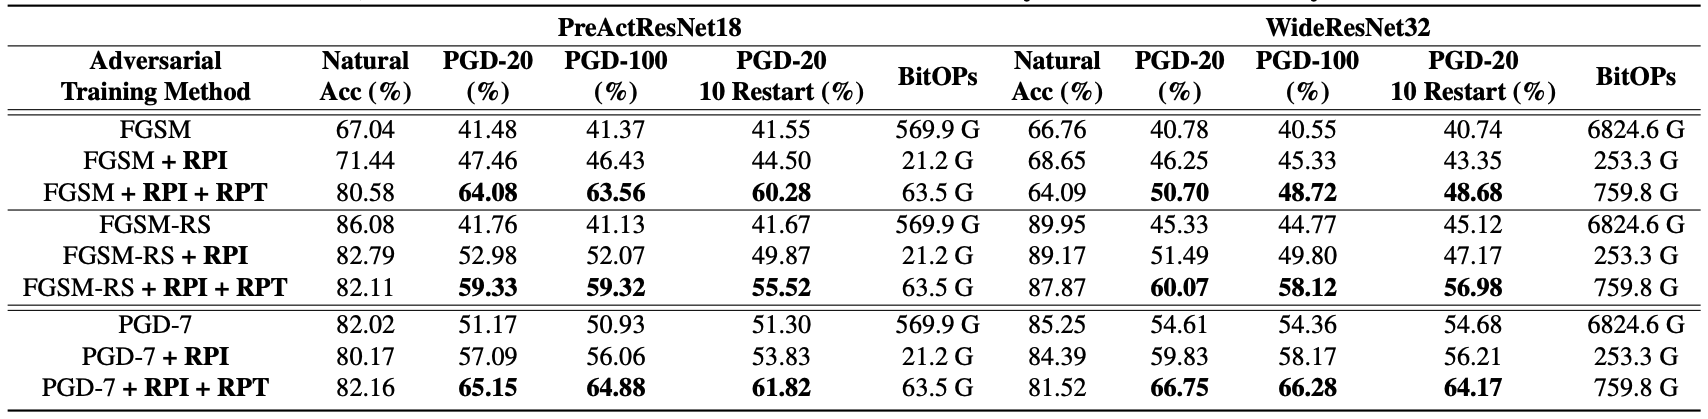 PreActResNet18 WideResNet32
Adversarial Natural PGD-20 PGD-100 PGD-20 BitOPs Natural PGD-20 PGD-100 PGD-20 BitOPs
Training Method Acc (%) (%) (%) 10 Restart (%) Acc (%) (%) (%) 10 Restart (%)
FGSM 67.04 41.48 41.37 41.55 569.9 G 66.76 40.78 40.55 40.74 6824.6 G
FGSM + RPI 71.44 47.46 46.43 44.50 21.2 G 68.65 46.25 45.33 43.35 253.3 G
FGSM + RPI + RPT 80.58 64.08 63.56 60.28 63.5 G 64.09 50.70 48.72 48.68 759.8 G
FGSM-RS 86.08 41.76 41.13 41.67 569.9 G 89.95 45.33 44.77 45.12 6824.6 G
FGSM-RS + RPI 82.79 52.98 52.07 49.87 21.2 G 89.17 51.49 49.80 47.17 253.3 G
FGSM-RS + RPI + RPT 82.11 59.33 59.32 55.52 63.5 G 87.87 60.07 58.12 56.98 759.8 G
PGD-7 82.02 51.17 50.93 51.30 569.9 G 85.25 54.61 54.36 54.68 6824.6 G
PGD-7 + RPI 80.17 57.09 56.06 53.83 21.2 G 84.39 59.83 58.17 56.21 253.3 G
PGD-7 + RPI + RPT 82.16 65.15 64.88 61.82 63.5 G 81.52 66.75 66.28 64.17 759.8 G